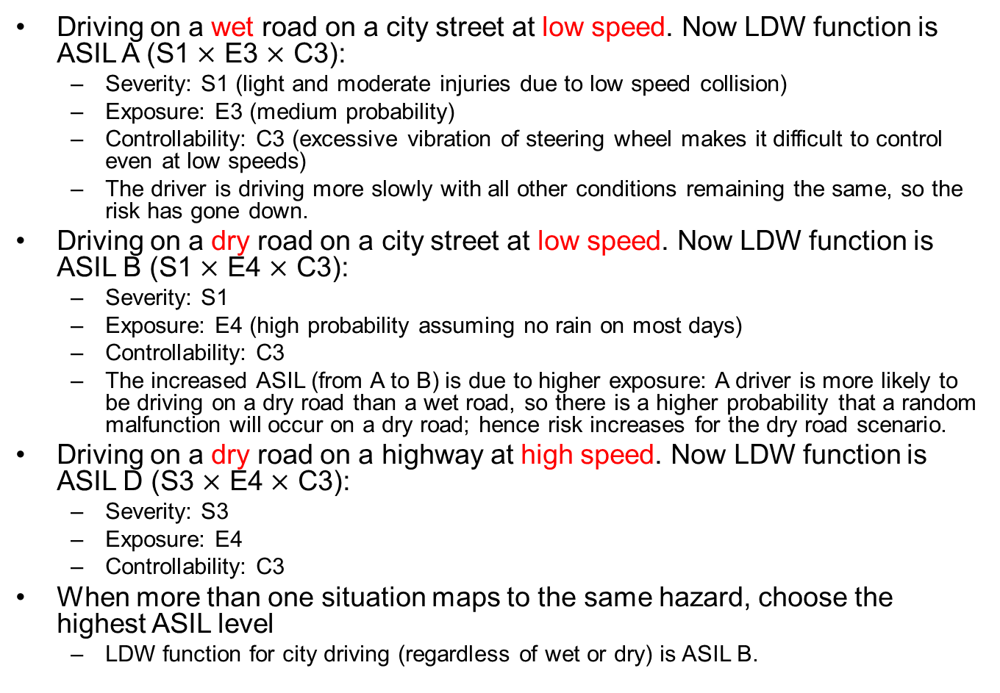 • Driving on a wet road on a city street at low speed. Now LDW function is
ASIL A (S1 × E3 × C3):
– Severity: S1 (light and moderate injuries due to low speed collision)
– Exposure: E3 (medium probability)
– Controllability: C3 (excessive vibration of steering wheel makes it difficult to control
even at low speeds)
– The driver is driving more slowly with all other conditions remaining the same, so the
risk has gone down.
• Driving on a dry road on a city street at low speed. Now LDW function is
ASIL B (S1 × E4 × C3):
– Severity: S1
– Exposure: E4 (high probability assuming no rain on most days)
– Controllability: C3
– The increased ASIL (from A to B) is due to higher exposure: A driver is more likely to
be driving on a dry road than a wet road, so there is a higher probability that a random
malfunction will occur on a dry road; hence risk increases for the dry road scenario.
• Driving on a dry road on a highway at high speed. Now LDW function is
ASIL D (S3 × E4 × C3):
– Severity: S3
– Exposure: E4
– Controllability: C3
• When more than one situation maps to the same hazard, choose the
highest ASIL level
– LDW function for city driving (regardless of wet or dry) is ASIL B.